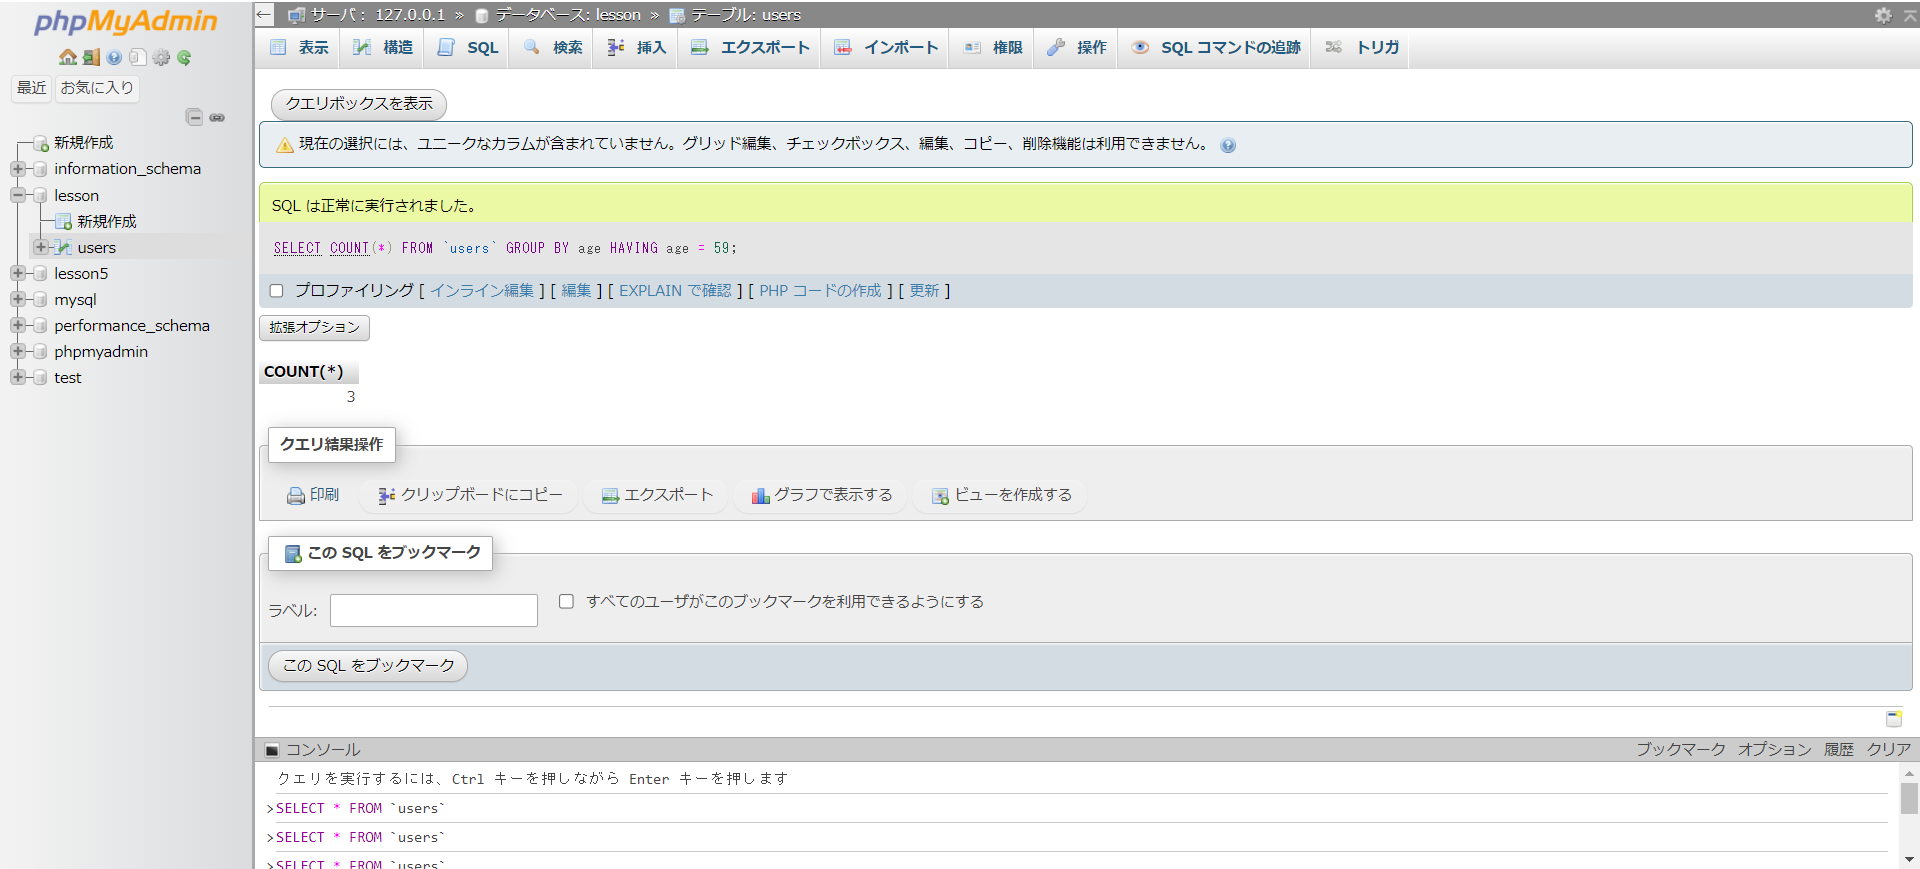 phpMyAdmin
最近 お気に入り
新規作成
information_schema
lesson
新規作成
users
lesson5
mysql
performance_schema
phpmyadmin
test
サーバ: 127.0.0.1 » データベース: lesson » テーブル: users
表示 構造 SQL 検索 挿入 エクスポート インポート 権限 操作 SQL コマンドの追跡 トリガ
クエリボックスを表示
現在の選択には、ユニークなカラムが含まれていません。グリッド編集、チェックボックス、編集、コピー、削除機能は利用できません。
SQL は正常に実行されました。
SELECT COUNT(*) FROM `users` GROUP BY age HAVING age = 59;
プロファイリング [ インライン編集 ] [ 編集 ] [ EXPLAIN で確認 ] [ PHP コードの作成 ] [ 更新 ]
拡張オプション
COUNT(*)
3
クエリ結果操作
印刷 クリップボードにコピー エクスポート グラフで表示する ビューを作成する
この SQL をブックマーク
ラベル: すべてのユーザがこのブックマークを利用できるようにする
この SQL をブックマーク
コンソール ブックマーク オプション 履歴 クリア
クエリを実行するには、Ctrl キーを押しながら Enter キーを押します
>SELECT * FROM `users`
>SELECT * FROM `users`
>SELECT * FROM `users`